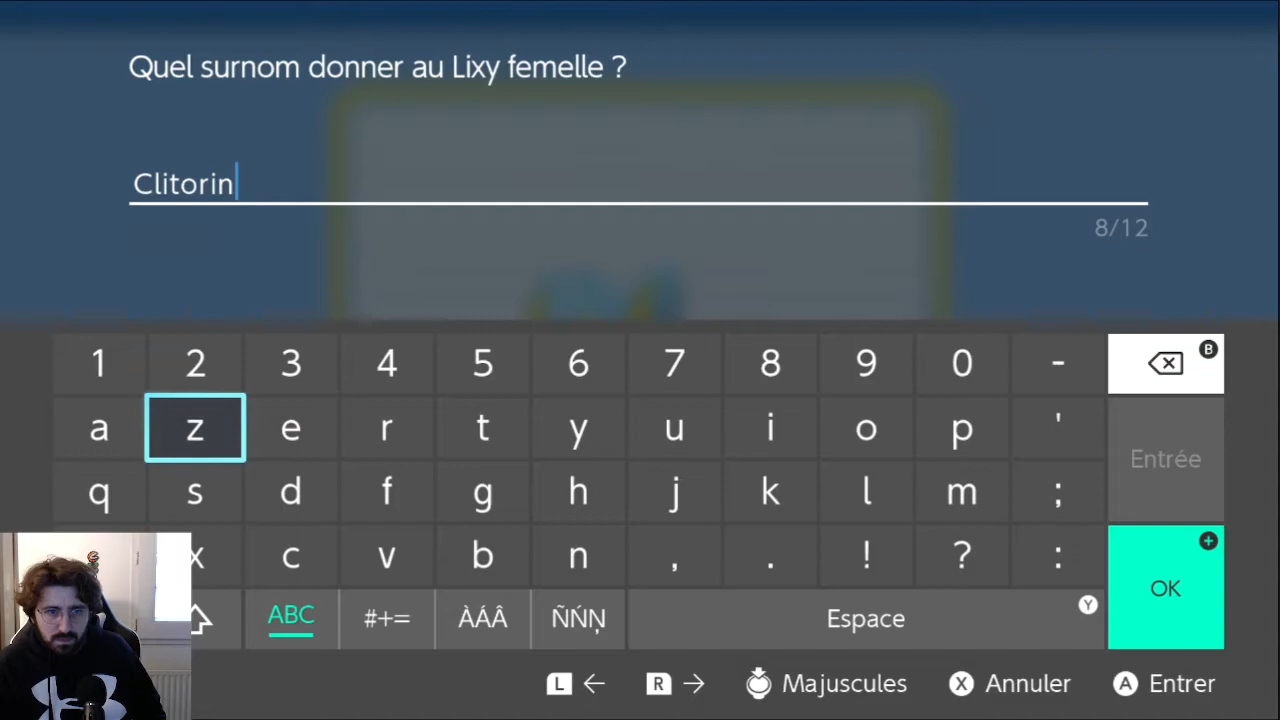 Quel surnom donner au Lixy femelle ?
Clitorin
8/12
1 2 3 4 5 6 7 8 9 0 - B
a z e r t y u i o p '
Entrée
q s d f g h j k l m ;
x c v b n , . ! ? : +
OK
ABC #+= ÀÁÂ ÑŃŅ Espace Y
L ← R → Majuscules X Annuler A Entrer